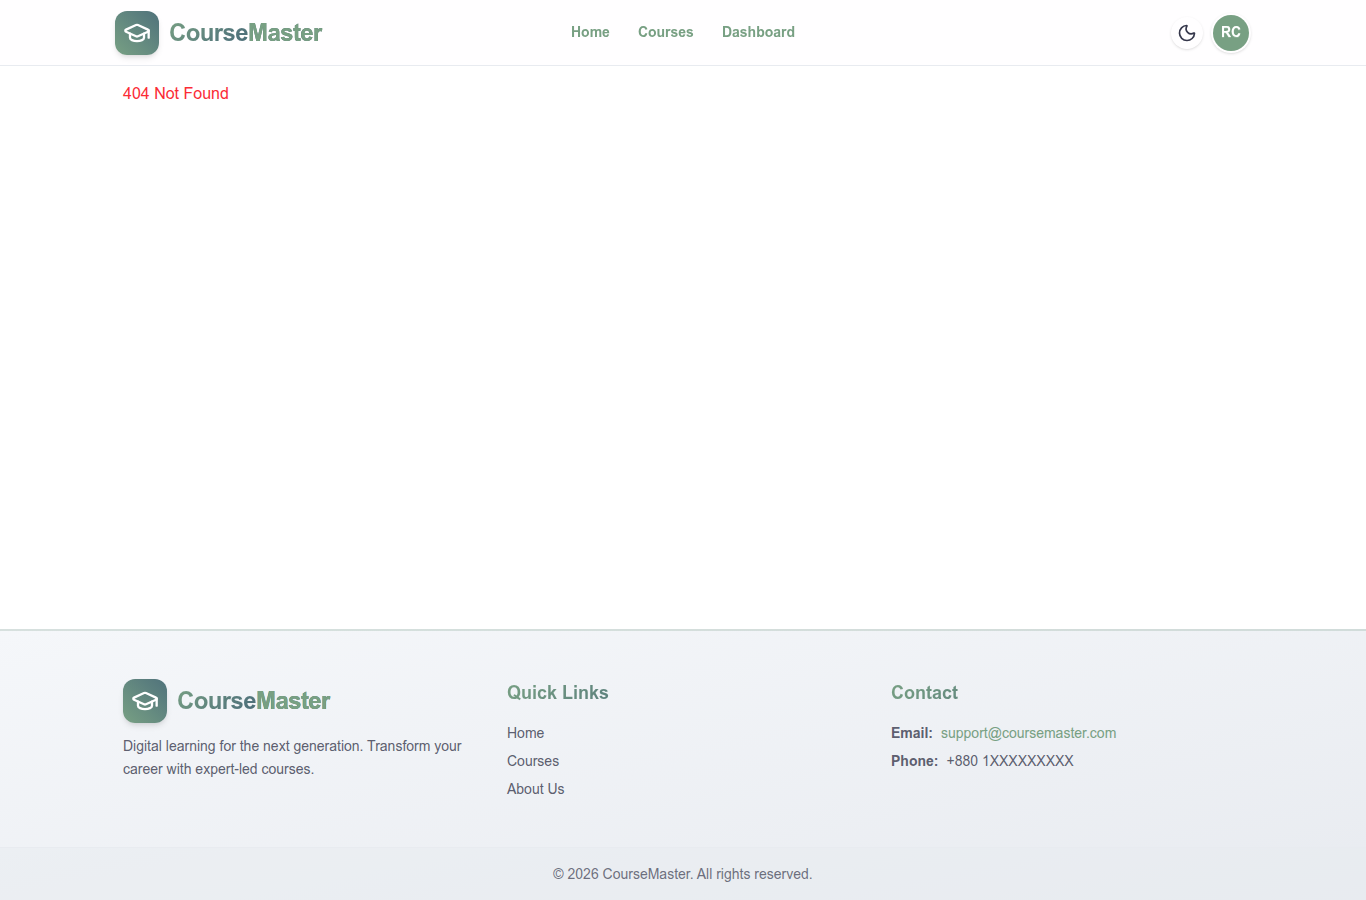 CourseMaster
Home Courses Dashboard
RC
404 Not Found
CourseMaster
Digital learning for the next generation. Transform your
career with expert-led courses.
Quick Links
Home
Courses
About Us
Contact
Email: support@coursemaster.com
Phone: +880 1XXXXXXXXX
© 2026 CourseMaster. All rights reserved.